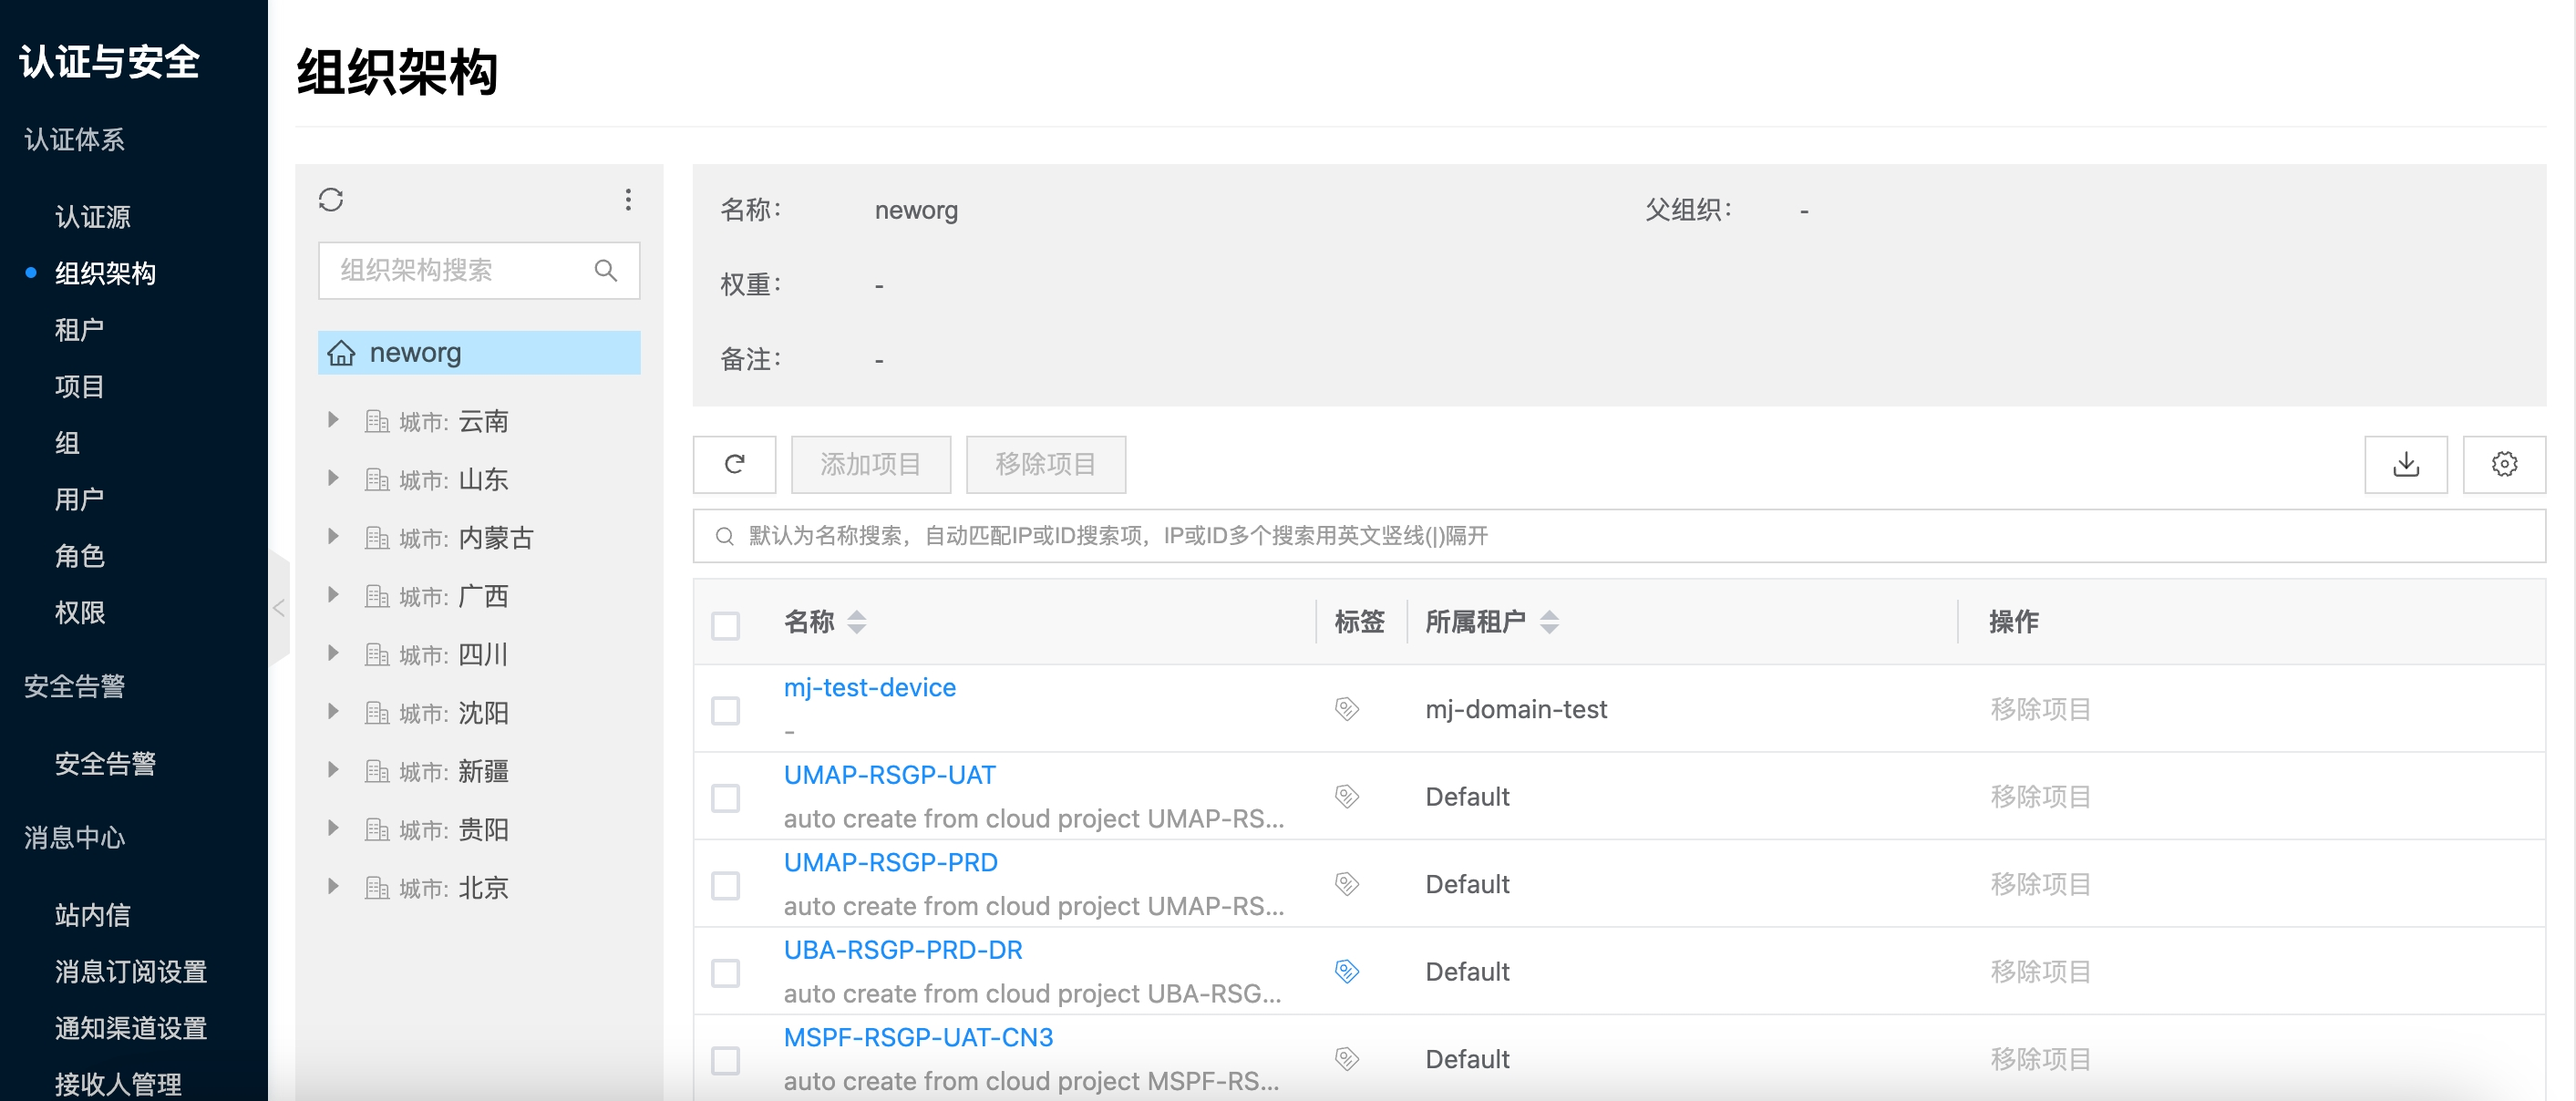 认证与安全
认证体系
认证源
组织架构
租户
项目
组
用户
角色
权限
安全告警
安全告警
消息中心
站内信
消息订阅设置
通知渠道设置
接收人管理
组织架构
组织架构搜索
neworg
城市: 云南
城市: 山东
城市: 内蒙古
城市: 广西
城市: 四川
城市: 沈阳
城市: 新疆
城市: 贵阳
城市: 北京
名称： neworg 父组织： -
权重： -
备注： -
添加项目 移除项目
默认为名称搜索，自动匹配IP或ID搜索项，IP或ID多个搜索用英文竖线(|)隔开
名称 标签 所属租户 操作
mj-test-device
-
mj-domain-test 移除项目
UMAP-RSGP-UAT
auto create from cloud project UMAP-RS...
Default 移除项目
UMAP-RSGP-PRD
auto create from cloud project UMAP-RS...
Default 移除项目
UBA-RSGP-PRD-DR
auto create from cloud project UBA-RSG...
Default 移除项目
MSPF-RSGP-UAT-CN3
auto create from cloud project MSPF-RS...
Default 移除项目